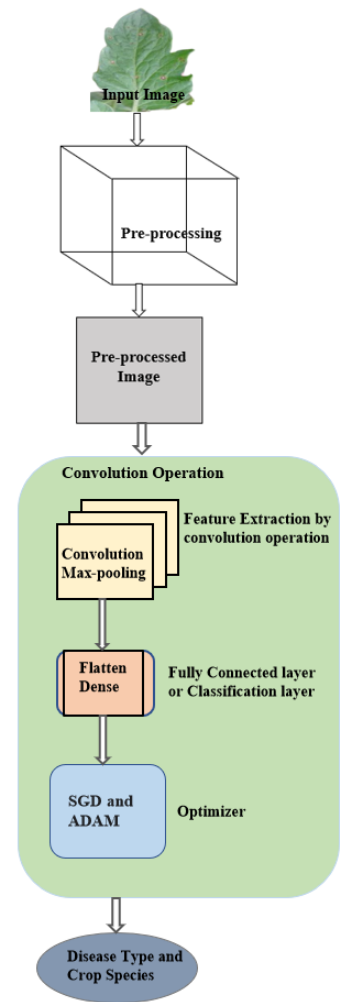 Input Image
Pre-processing
Pre-processed
Image
Convolution Operation
Feature Extraction by
convolution operation
Convolution
Max-pooling
Flatten
Dense
Fully Connected layer
or Classification layer
SGD and
ADAM
Optimizer
Disease Type and
Crop Species